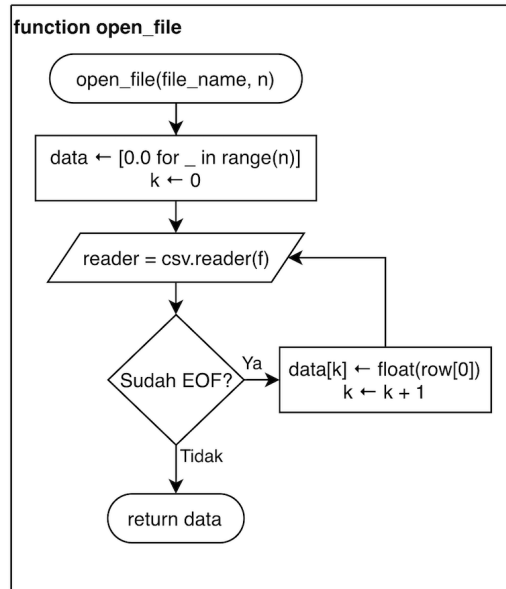 function open_file
open_file(file_name, n)
data ← [0.0 for _ in range(n)]
k ← 0
reader = csv.reader(f)
Sudah EOF?
Ya
data[k] ← float(row[0])
k ← k + 1
Tidak
return data